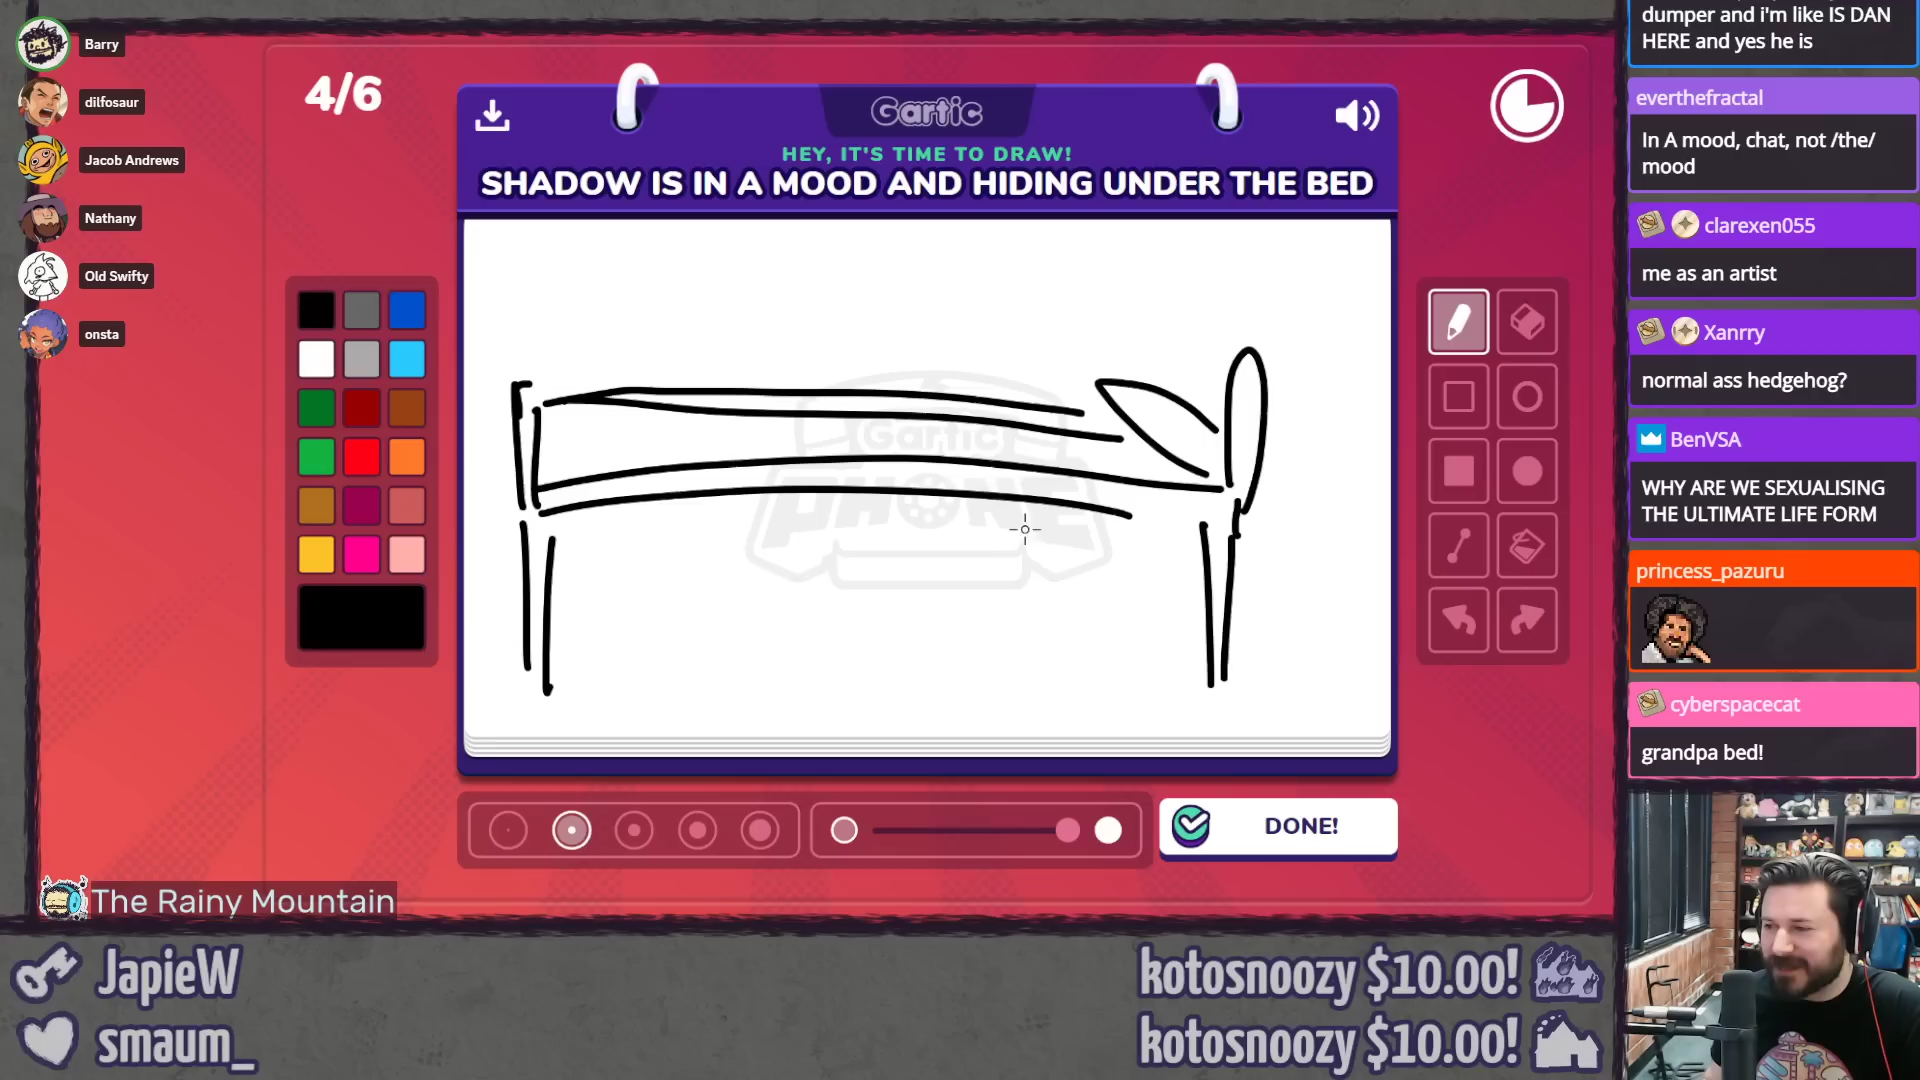 Barry
dilfosaur
Jacob Andrews
Nathany
Old Swifty
onsta
4/6
Gartic
HEY, IT'S TIME TO DRAW!
SHADOW IS IN A MOOD AND HIDING UNDER THE BED
Gartic
PHONE
DONE!
The Rainy Mountain
JapieW
smaum_
kotosnoozy $10.00!
kotosnoozy $10.00!
dumper and i'm like IS DAN
HERE and yes he is
everthefractal
In A mood, chat, not /the/
mood
clarexen055
me as an artist
Xanrry
normal ass hedgehog?
BenVSA
WHY ARE WE SEXUALISING
THE ULTIMATE LIFE FORM
princess_pazuru
cyberspacecat
grandpa bed!